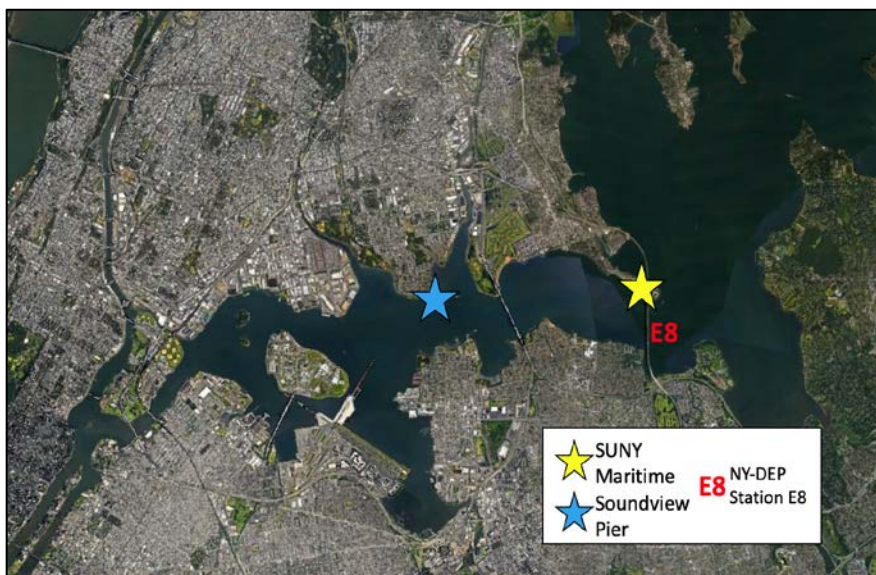 E8
SUNY
Maritime
Soundview
Pier
E8 NY-DEP
Station E8